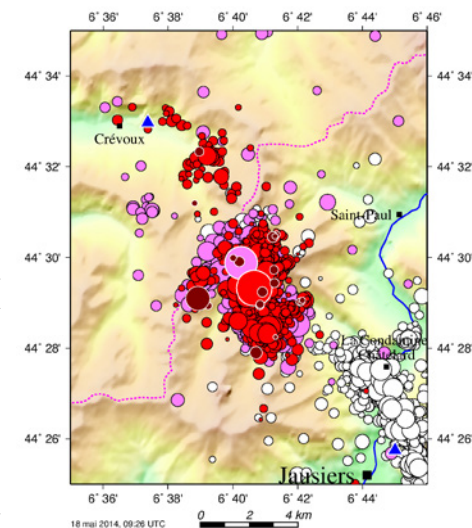 6˚36' 6˚38' 6˚40' 6˚42' 6˚44' 6˚46'
44˚34' 44˚34'
Crévoux
44˚32' 44˚32'
Saint-Paul
44˚30' 44˚30'
La Condamine
Châtelard
44˚28' 44˚28'
44˚26' 44˚26'
Jausiers
6˚36' 6˚38' 6˚40' 6˚42' 6˚44' 6˚46'
0 2 4 km
18 mai 2014, 09:26 UTC